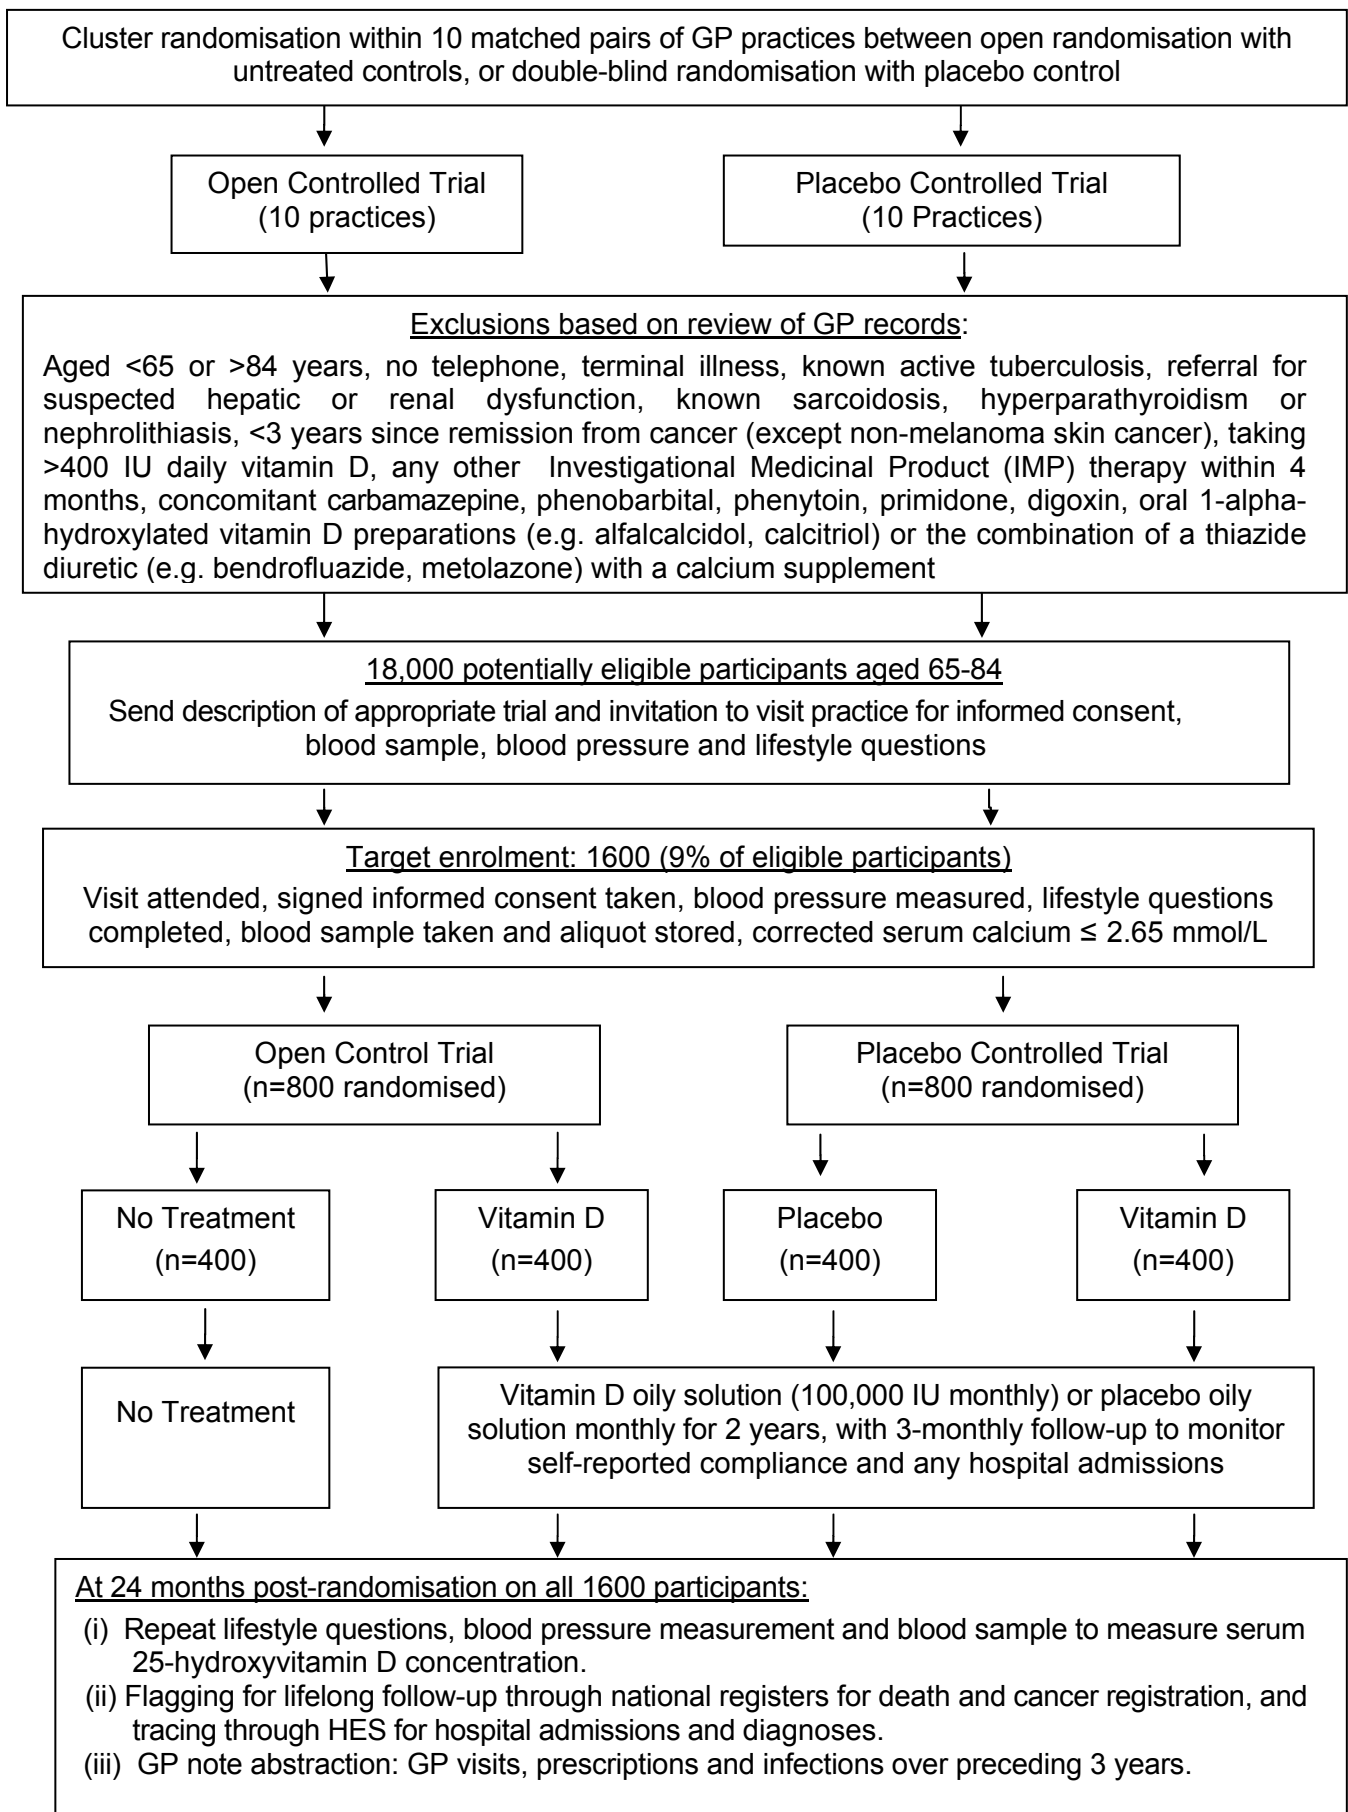 Cluster randomisation within 10 matched pairs of GP practices between open randomisation with
untreated controls, or double-blind randomisation with placebo control
Open Controlled Trial
(10 practices)
Placebo Controlled Trial
(10 Practices)
Exclusions based on review of GP records:
Aged <65 or >84 years, no telephone, terminal illness, known active tuberculosis, referral for
suspected hepatic or renal dysfunction, known sarcoidosis, hyperparathyroidism or
nephrolithiasis, <3 years since remission from cancer (except non-melanoma skin cancer), taking
>400 IU daily vitamin D, any other Investigational Medicinal Product (IMP) therapy within 4
months, concomitant carbamazepine, phenobarbital, phenytoin, primidone, digoxin, oral 1-alpha-
hydroxylated vitamin D preparations (e.g. alfalcalcidol, calcitriol) or the combination of a thiazide
diuretic (e.g. bendrofluazide, metolazone) with a calcium supplement
18,000 potentially eligible participants aged 65-84
Send description of appropriate trial and invitation to visit practice for informed consent,
blood sample, blood pressure and lifestyle questions
Target enrolment: 1600 (9% of eligible participants)
Visit attended, signed informed consent taken, blood pressure measured, lifestyle questions
completed, blood sample taken and aliquot stored, corrected serum calcium ≤ 2.65 mmol/L
Open Control Trial
(n=800 randomised)
Placebo Controlled Trial
(n=800 randomised)
No Treatment
(n=400)
Vitamin D
(n=400)
Placebo
(n=400)
Vitamin D
(n=400)
No Treatment
Vitamin D oily solution (100,000 IU monthly) or placebo oily
solution monthly for 2 years, with 3-monthly follow-up to monitor
self-reported compliance and any hospital admissions
At 24 months post-randomisation on all 1600 participants:
(i) Repeat lifestyle questions, blood pressure measurement and blood sample to measure serum
25-hydroxyvitamin D concentration.
(ii) Flagging for lifelong follow-up through national registers for death and cancer registration, and
tracing through HES for hospital admissions and diagnoses.
(iii) GP note abstraction: GP visits, prescriptions and infections over preceding 3 years.